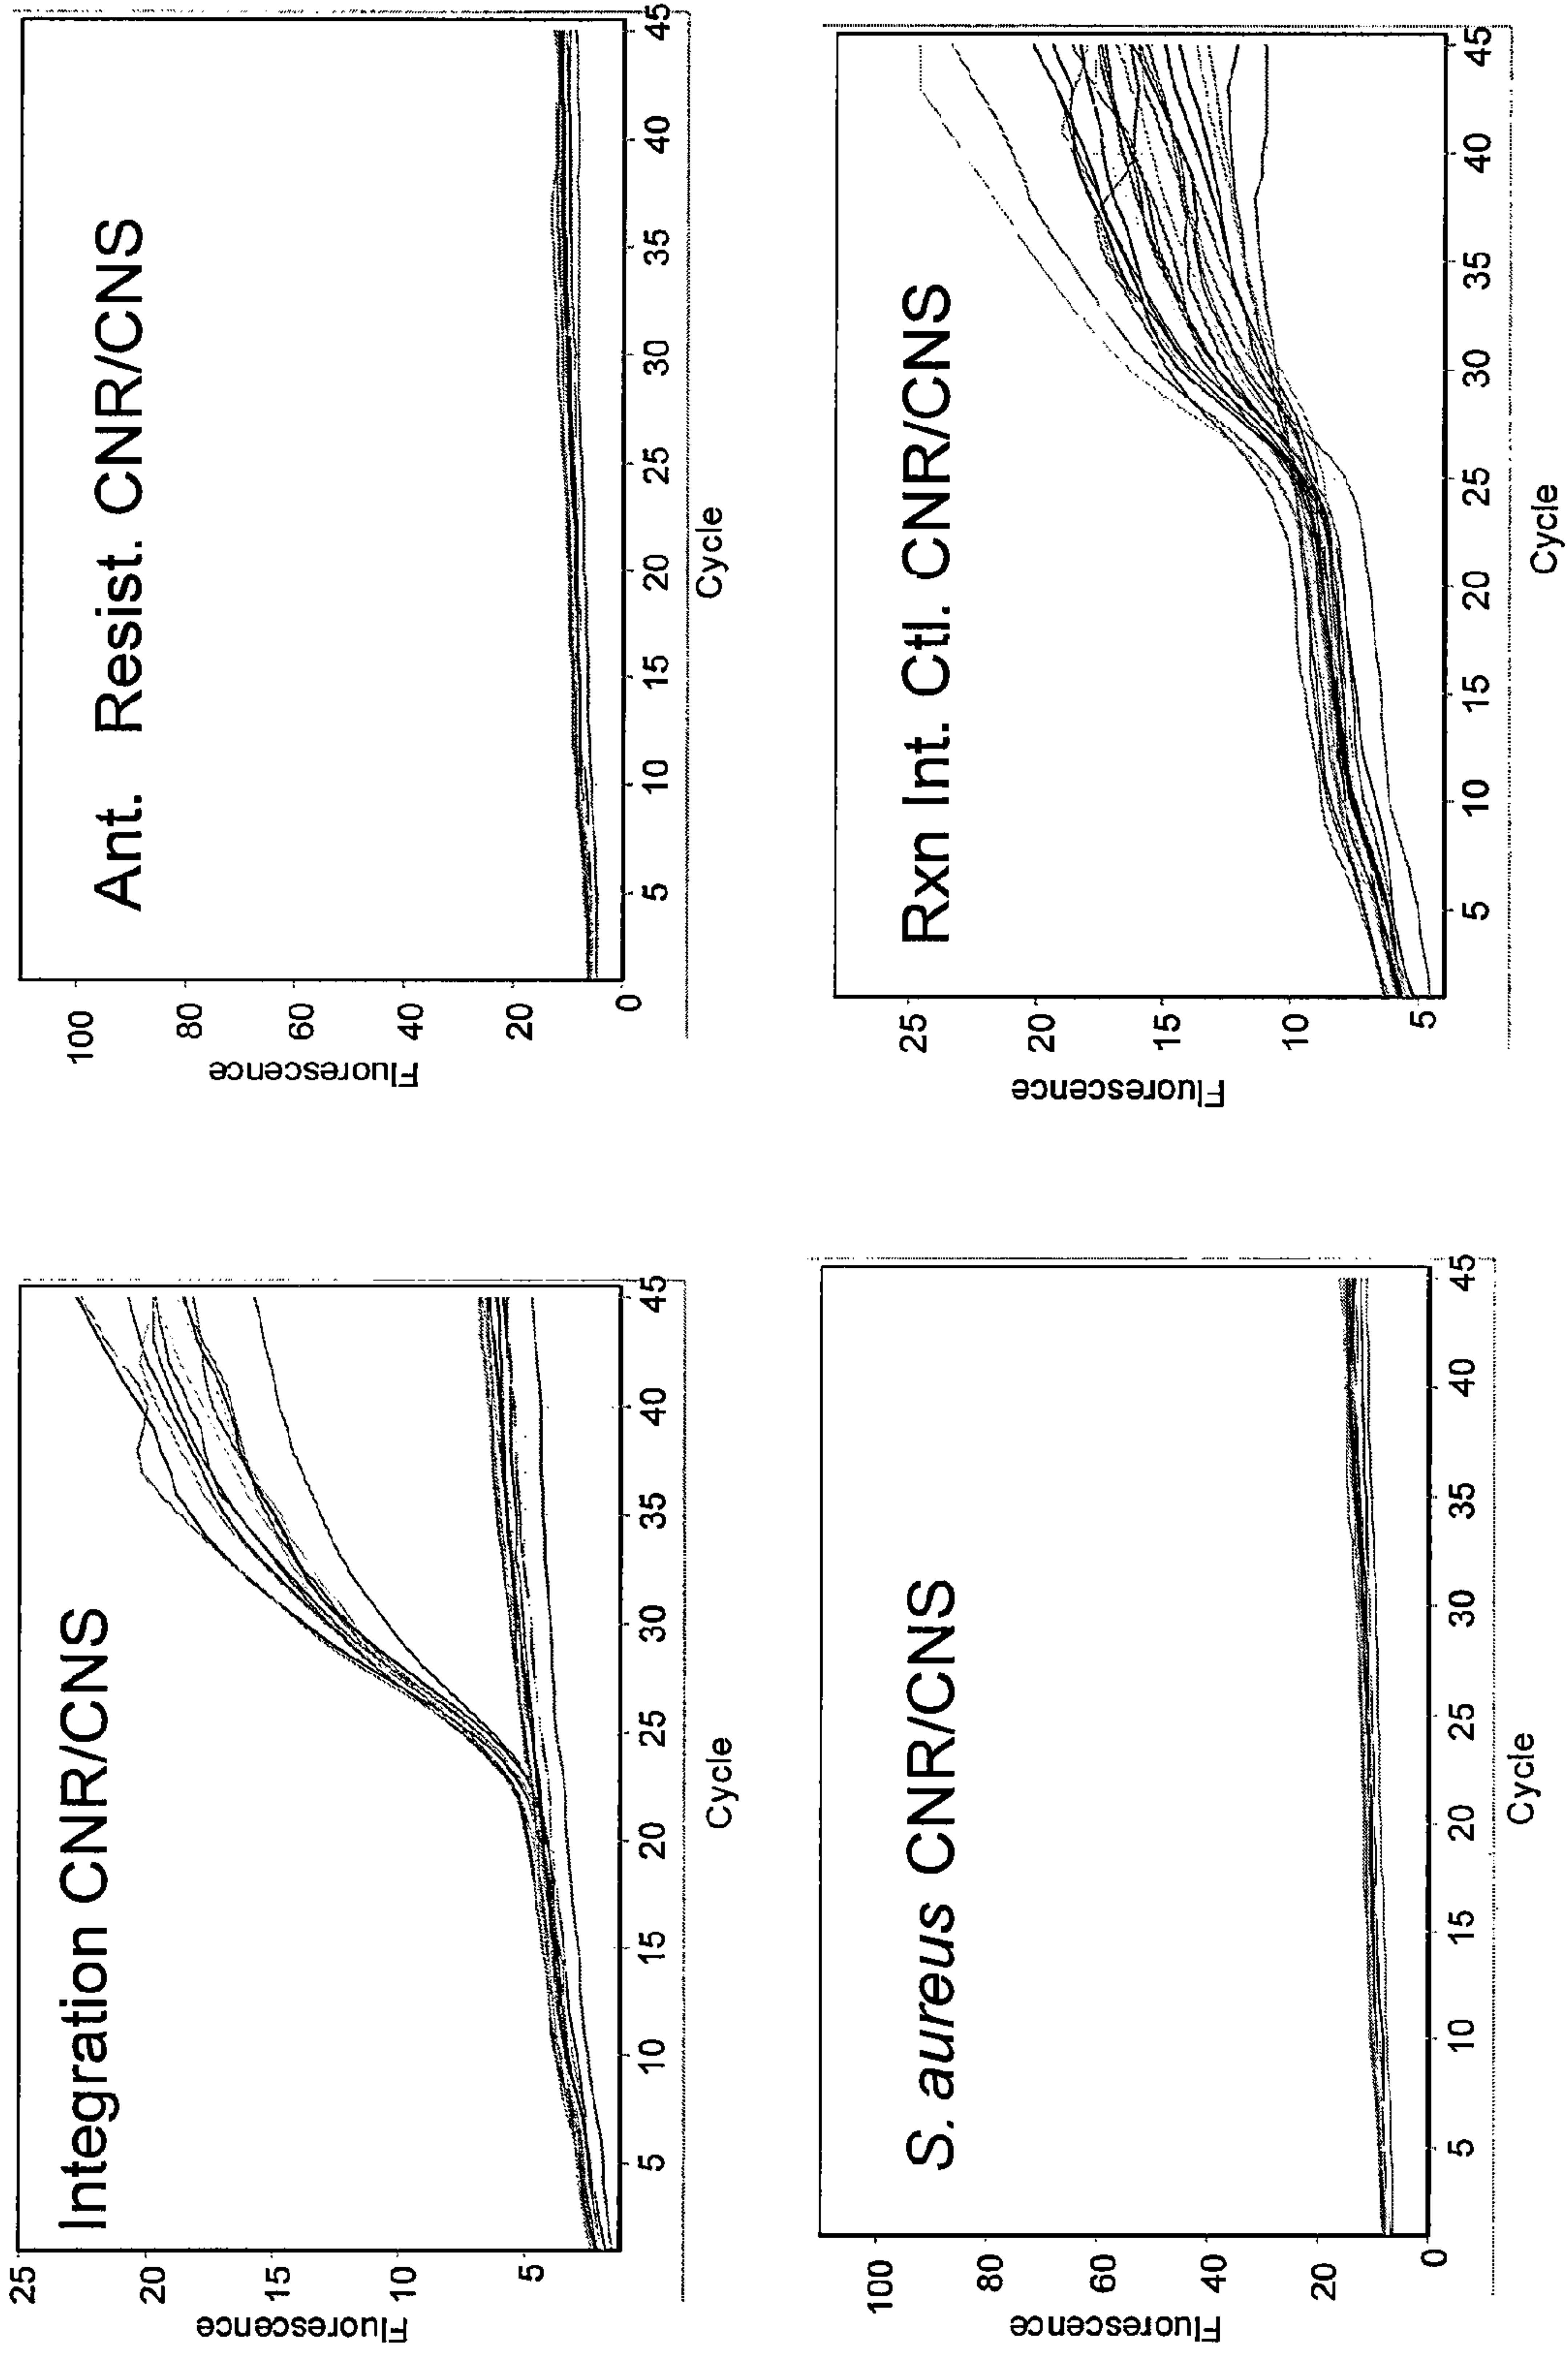 Integration CNR/CNS
Fluorescence
25
20
15
10
5
5 10 15 20 25 30 35 40 45
Cycle
Ant. Resist. CNR/CNS
Fluorescence
100
80
60
40
20
0
5 10 15 20 25 30 35 40 45
Cycle
S. aureus CNR/CNS
Fluorescence
100
80
60
40
20
0
5 10 15 20 25 30 35 40 45
Cycle
Rxn Int. Ctl. CNR/CNS
Fluorescence
25
20
15
10
5
5 10 15 20 25 30 35 40 45
Cycle